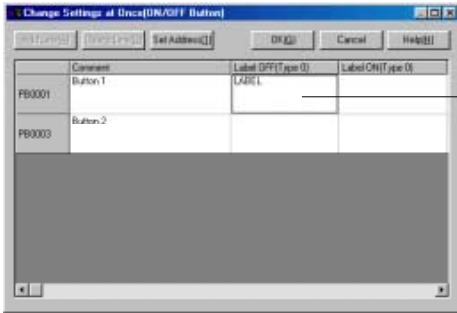 Change Settings at Once(ON/OFF Button)
Set Address[J] OK[G] Cancel Help[H]
Comment Label OFF(Type 0) Label ON(Type 0)
PB0001 Button 1 LABEL
PB0003 Button 2